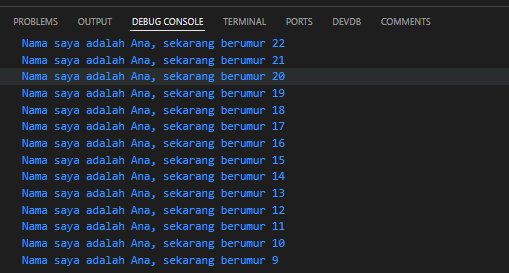 PROBLEMS OUTPUT DEBUG CONSOLE TERMINAL PORTS DEVDB COMMENTS
Nama saya adalah Ana, sekarang berumur 22
Nama saya adalah Ana, sekarang berumur 21
Nama saya adalah Ana, sekarang berumur 20
Nama saya adalah Ana, sekarang berumur 19
Nama saya adalah Ana, sekarang berumur 18
Nama saya adalah Ana, sekarang berumur 17
Nama saya adalah Ana, sekarang berumur 16
Nama saya adalah Ana, sekarang berumur 15
Nama saya adalah Ana, sekarang berumur 14
Nama saya adalah Ana, sekarang berumur 13
Nama saya adalah Ana, sekarang berumur 12
Nama saya adalah Ana, sekarang berumur 11
Nama saya adalah Ana, sekarang berumur 10
Nama saya adalah Ana, sekarang berumur 9